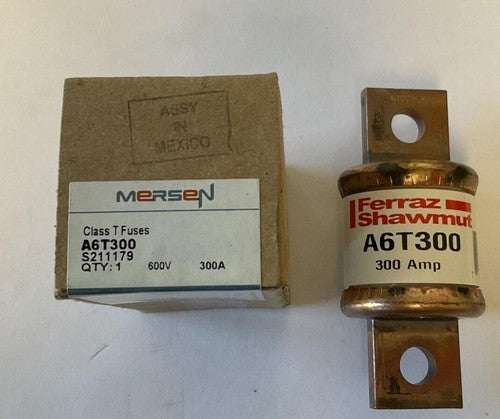 ASSY
IN
MEXICO
MERSEN
Class T Fuses
A6T300
S211179
QTY: 1 600V 300A
Ferraz
Shawmut
A6T300
300 Amp